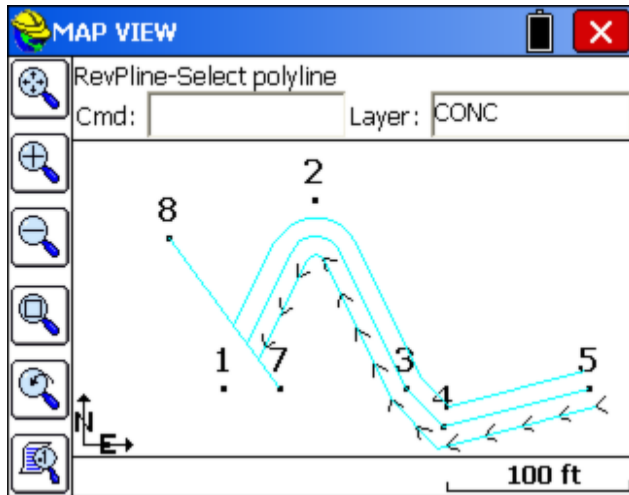 MAP VIEW
RevPline-Select polyline
Cmd: Layer: CONC
2
8
1 7 3 5
4
N
E
100 ft